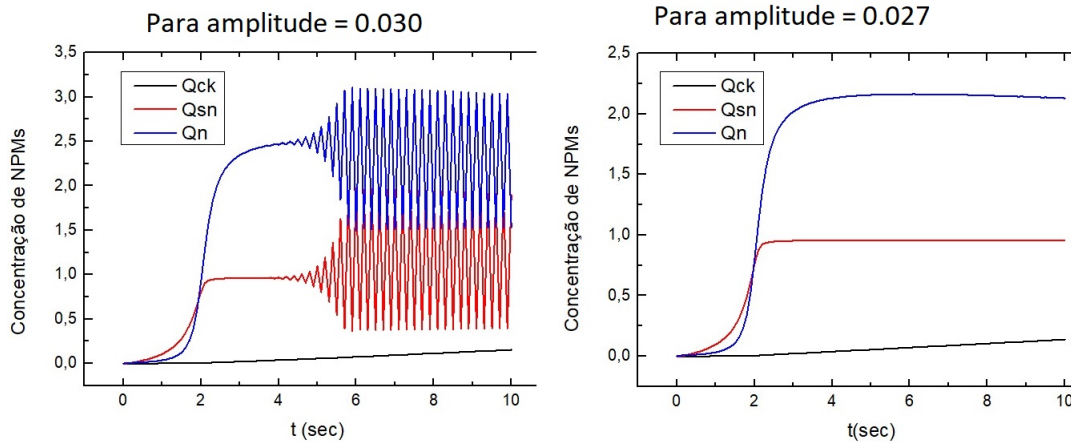 Para amplitude = 0.030
Para amplitude = 0.027
3,5
3,0
2,5
2,0
1,5
1,0
0,5
0,0
Concentração de NPMs
Qck
Qsn
Qn
0 2 4 6 8 10
t (sec)
2,5
2,0
1,5
1,0
0,5
0,0
Concentração de NPMs
Qck
Qsn
Qn
0 2 4 6 8 10
t(sec)